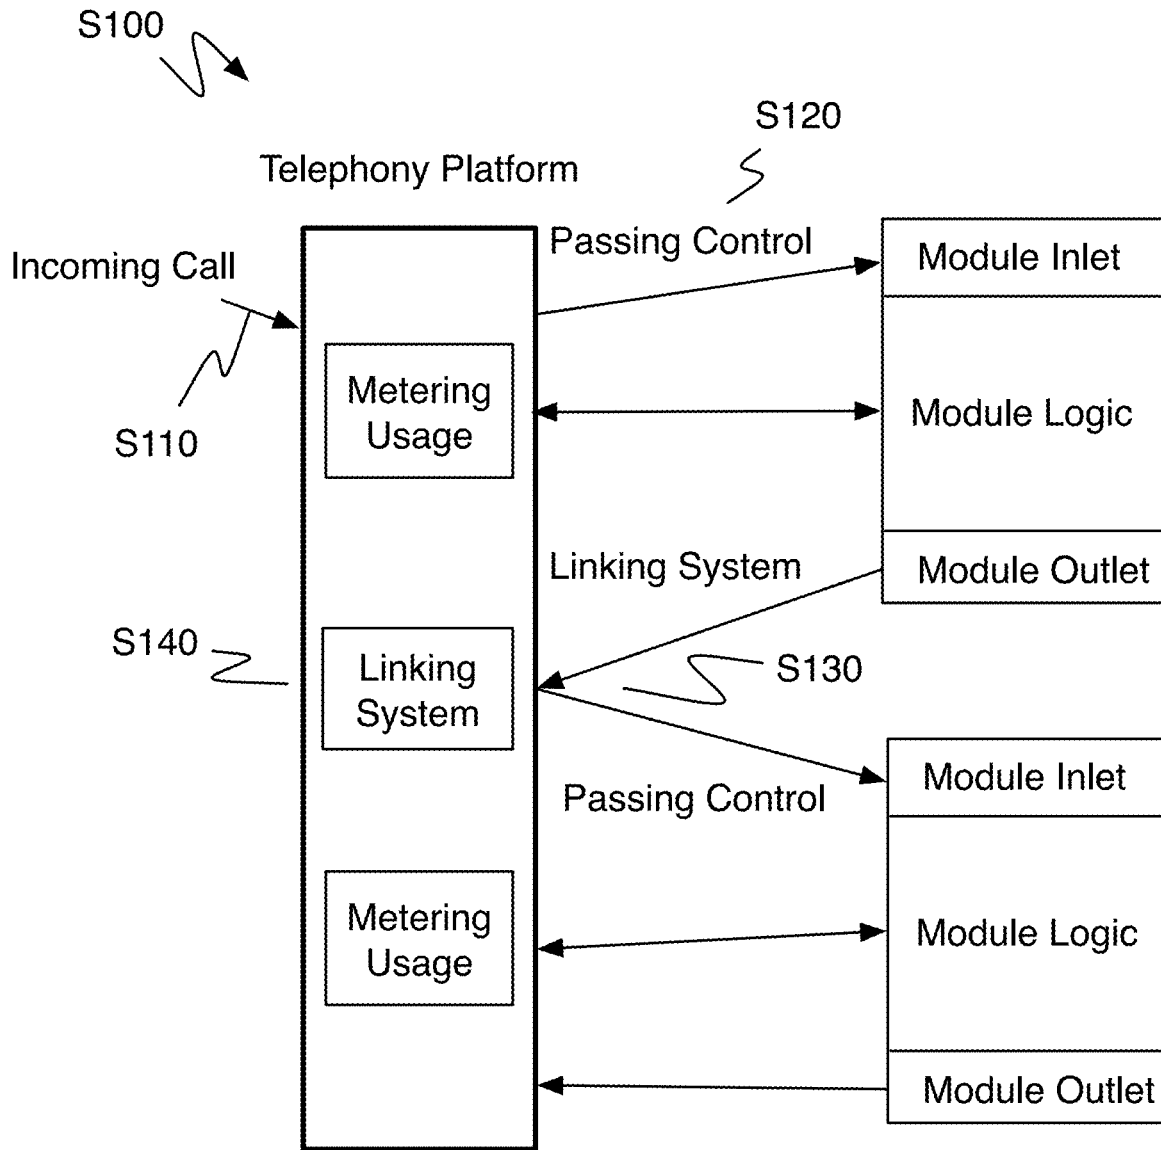 S100
S120
Telephony Platform
Passing Control
Module Inlet
Incoming Call
Metering
Usage
Module Logic
S110
Linking System
Module Outlet
S140
Linking
System
S130
Module Inlet
Passing Control
Metering
Usage
Module Logic
Module Outlet